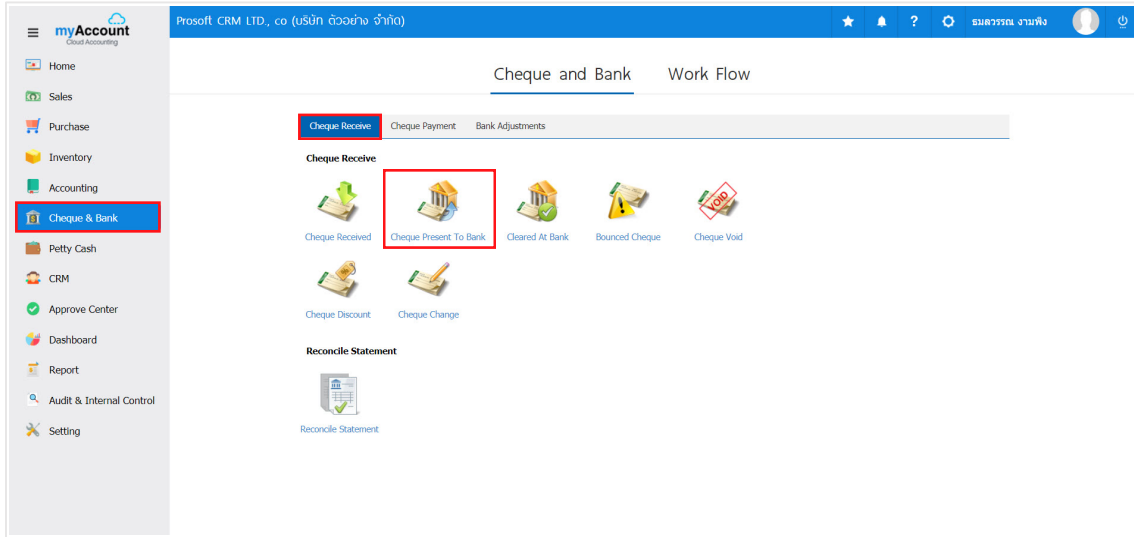 myAccount
Cloud Accounting
Prosoft CRM LTD., co (บริษัท ตัวอย่าง จำกัด)
?
ธมลวรรณ งามพิง
Home
Sales
Purchase
Inventory
Accounting
Cheque & Bank
Petty Cash
CRM
Approve Center
Dashboard
Report
Audit & Internal Control
Setting
Cheque and Bank Work Flow
Cheque Receive Cheque Payment Bank Adjustments
Cheque Receive
VOID
Cheque Received Cheque Present To Bank Cleared At Bank Bounced Cheque Cheque Void
Cheque Discount Cheque Change
Reconcile Statement
Reconcile Statement